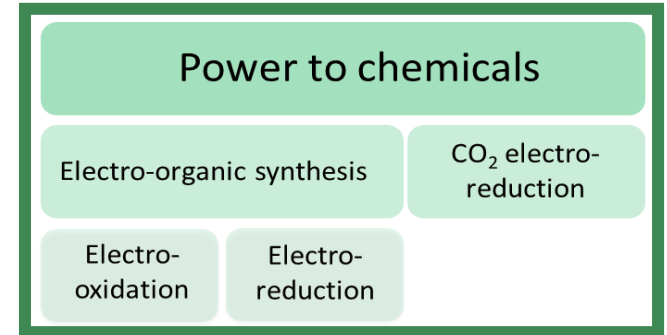 Power to chemicals
Electro-organic synthesis
CO₂ electro-
reduction
Electro-
oxidation
Electro-
reduction